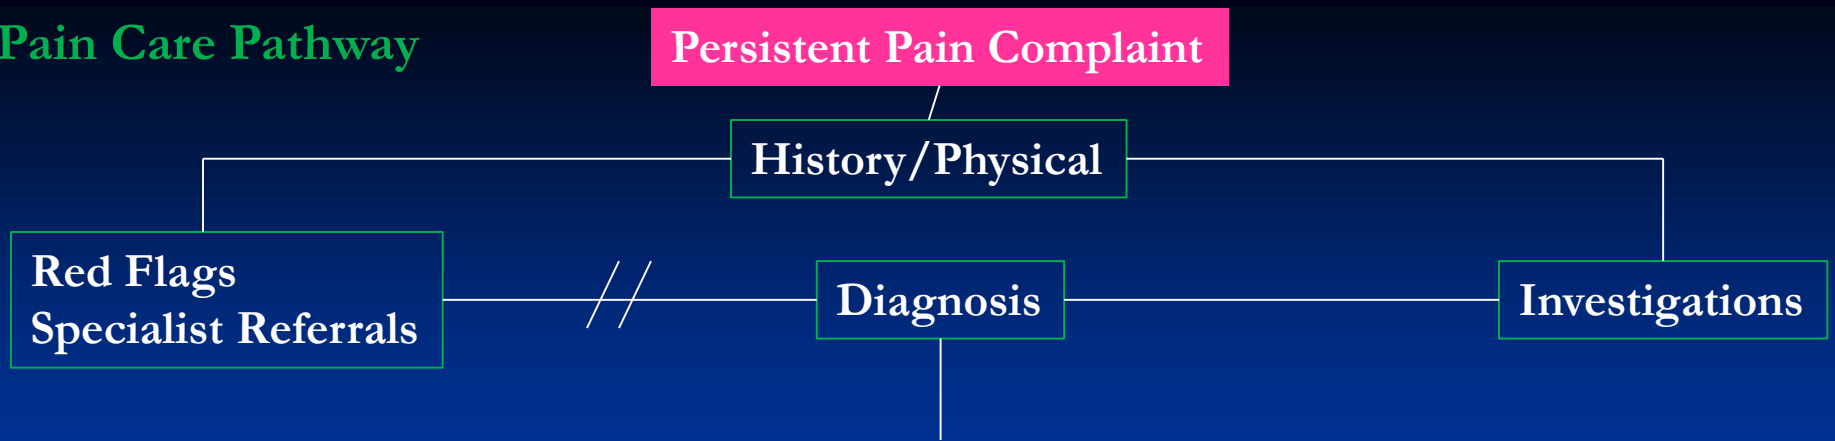 Pain Care Pathway
Persistent Pain Complaint
History/Physical
Red Flags
Specialist Referrals
Diagnosis
Investigations